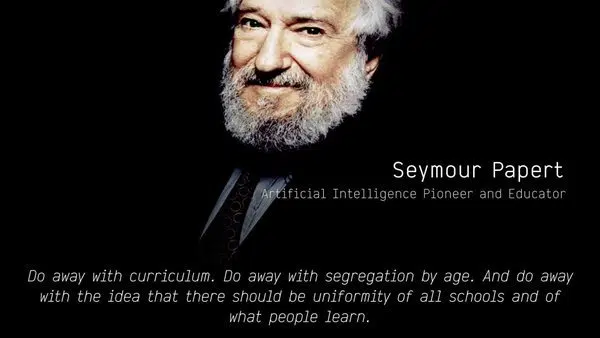 Seymour Papert
Artificial Intelligence Pioneer and Educator
Do away with curriculum. Do away with segregation by age. And do away
with the idea that there should be uniformity of all schools and of
what people learn.